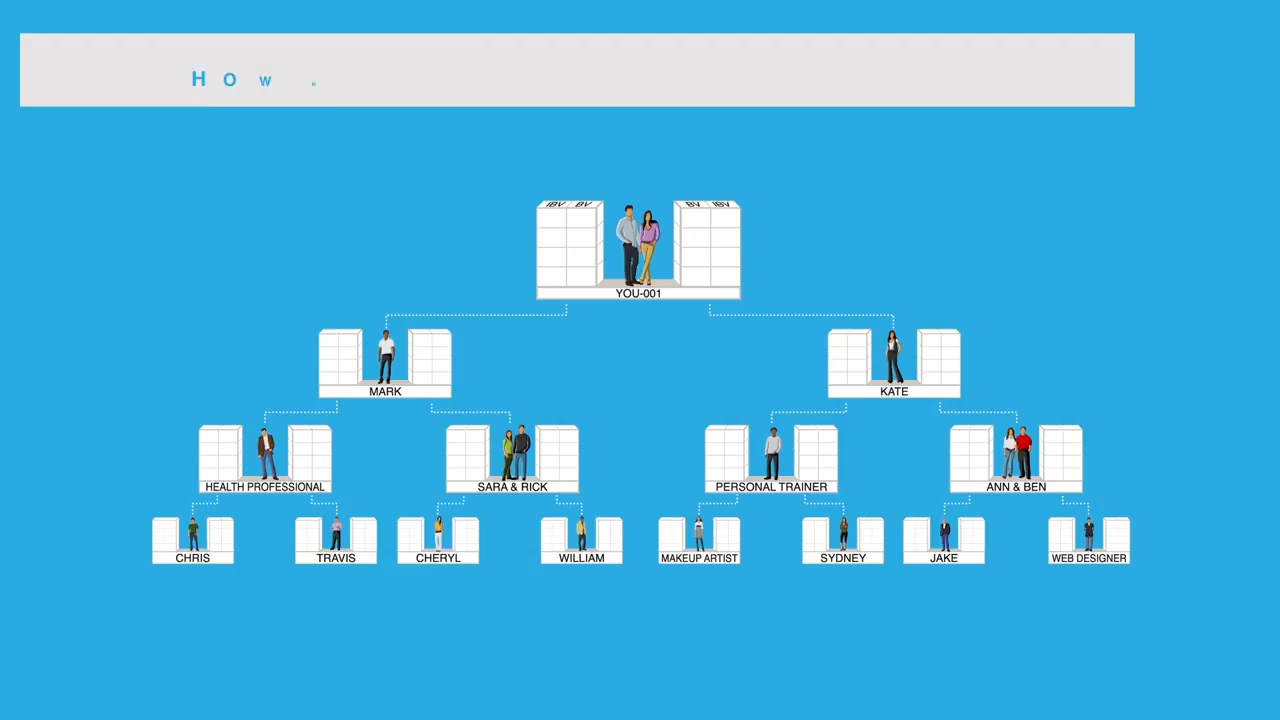 How
IBV BV BV IBV
YOU-001
MARK KATE
HEALTH PROFESSIONAL SARA & RICK PERSONAL TRAINER ANN & BEN
CHRIS TRAVIS CHERYL WILLIAM MAKEUP ARTIST SYDNEY JAKE WEB DESIGNER